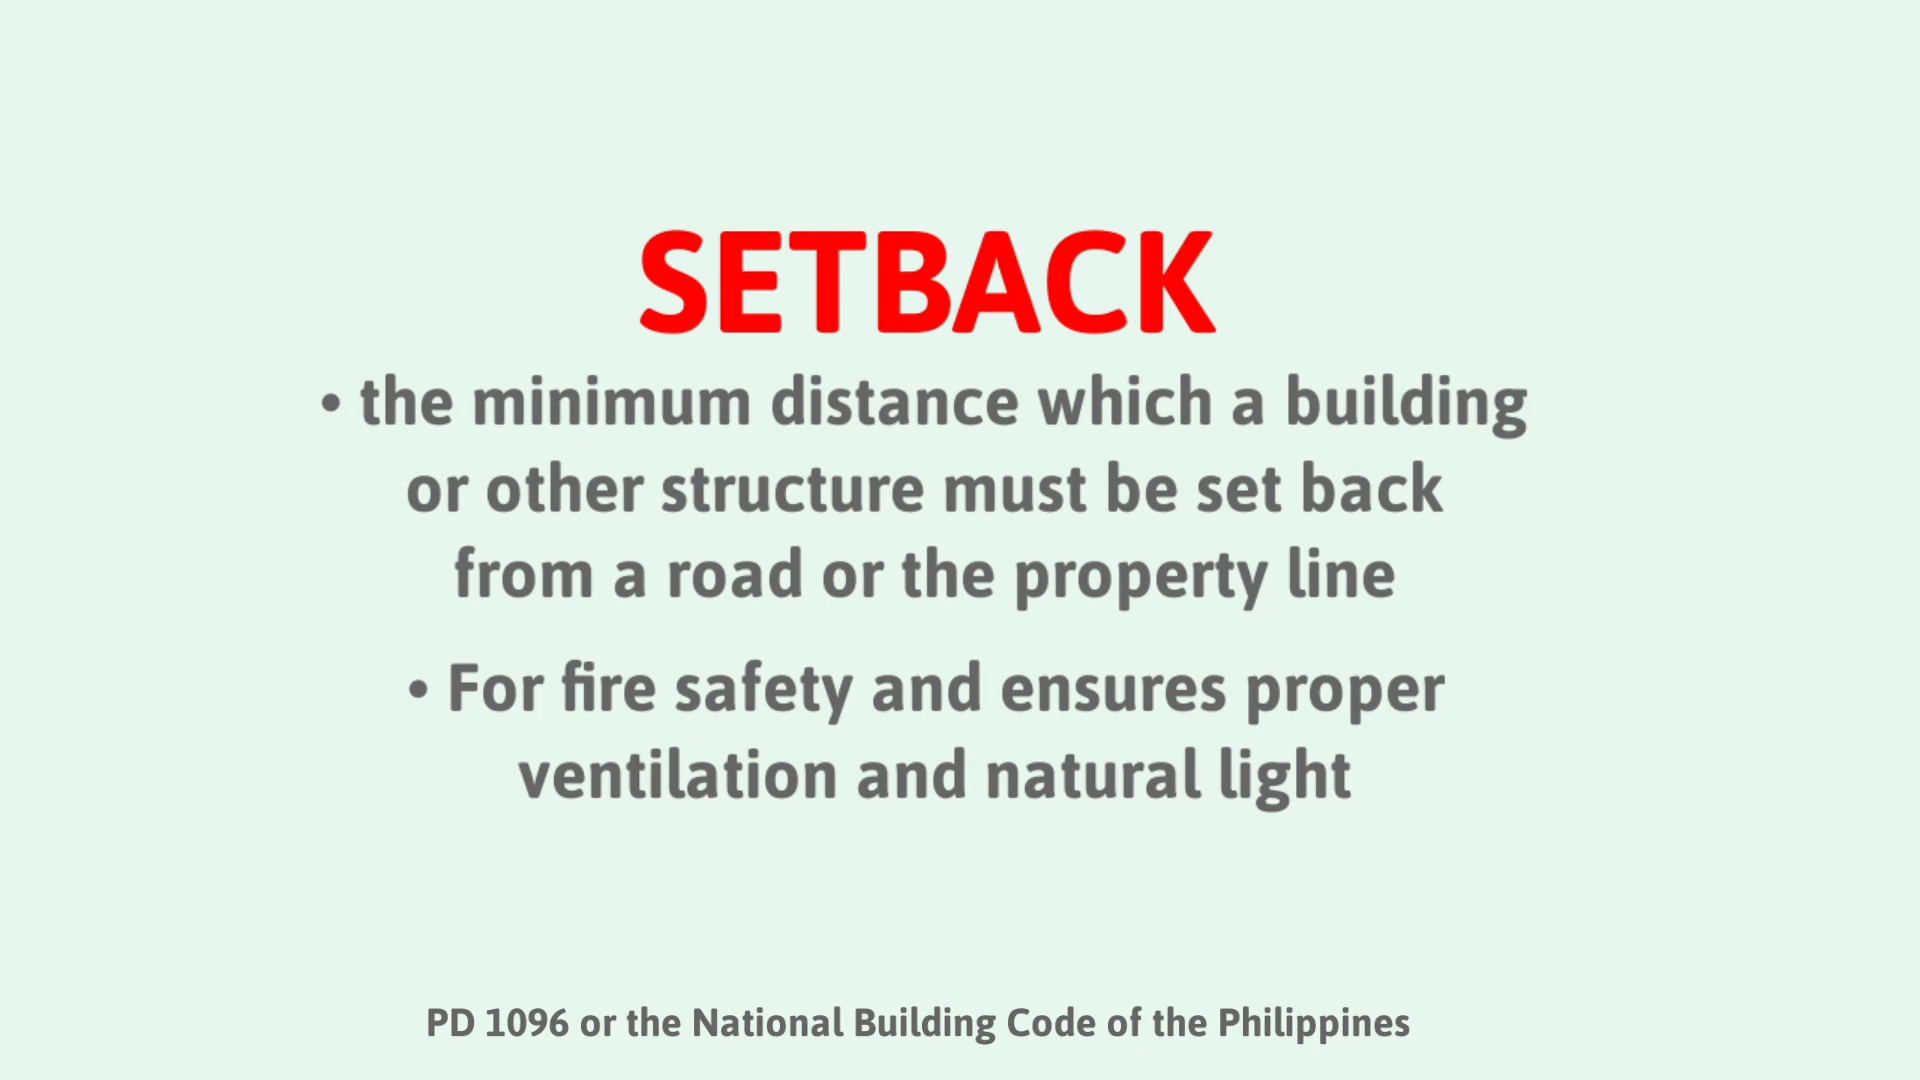 SETBACK
• the minimum distance which a building
or other structure must be set back
from a road or the property line
• For fire safety and ensures proper
ventilation and natural light
PD 1096 or the National Building Code of the Philippines